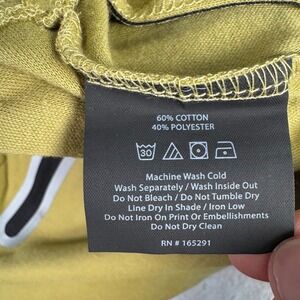 60% COTTON
40% POLYESTER
30
Machine Wash Cold
Wash Separately / Wash Inside Out
Do Not Bleach / Do Not Tumble Dry
Line Dry In Shade / Iron Low
Do Not Iron On Print Or Embellishments
Do Not Dry Clean
RN # 165291